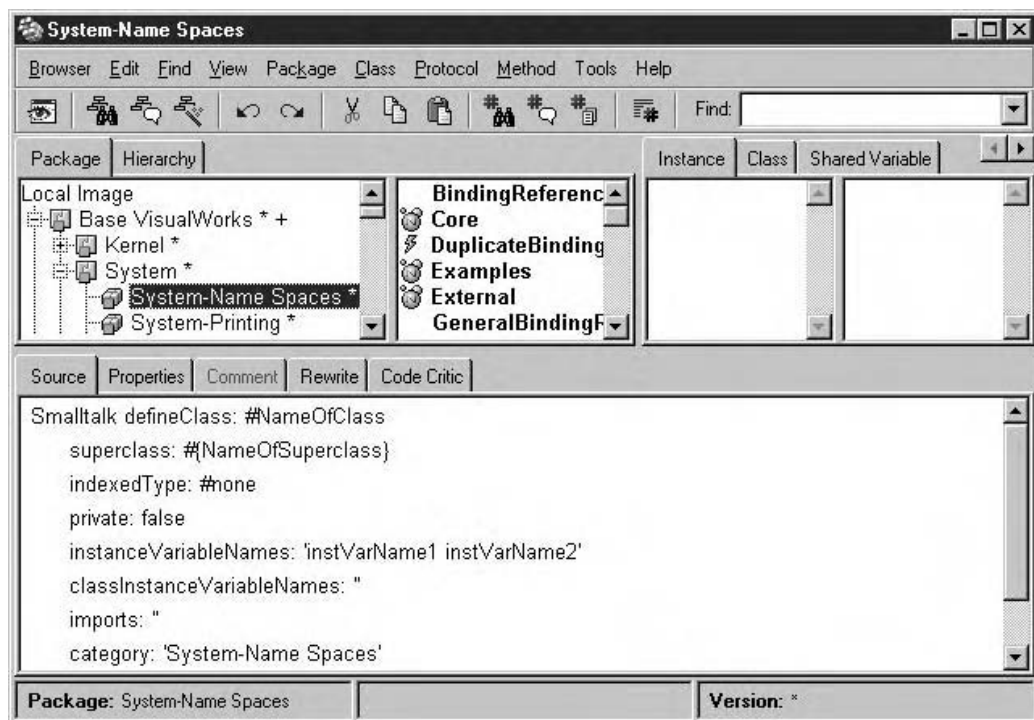 System-Name Spaces
Browser Edit Find View Package Class Protocol Method Tools Help
Find:
Package Hierarchy
Instance Class Shared Variable
Local Image
Base VisualWorks * +
Kernel *
System *
System-Name Spaces *
System-Printing *
BindingReferenc
Core
DuplicateBinding
Examples
External
GeneralBindingR
Source Properties Comment Rewrite Code Critic
Smalltalk defineClass: #NameOfClass
superclass: #{NameOfSuperclass}
indexedType: #none
private: false
instanceVariableNames: 'instVarName1 instVarName2'
classInstanceVariableNames: ''
imports: ''
category: 'System-Name Spaces'
Package: System-Name Spaces
Version: *